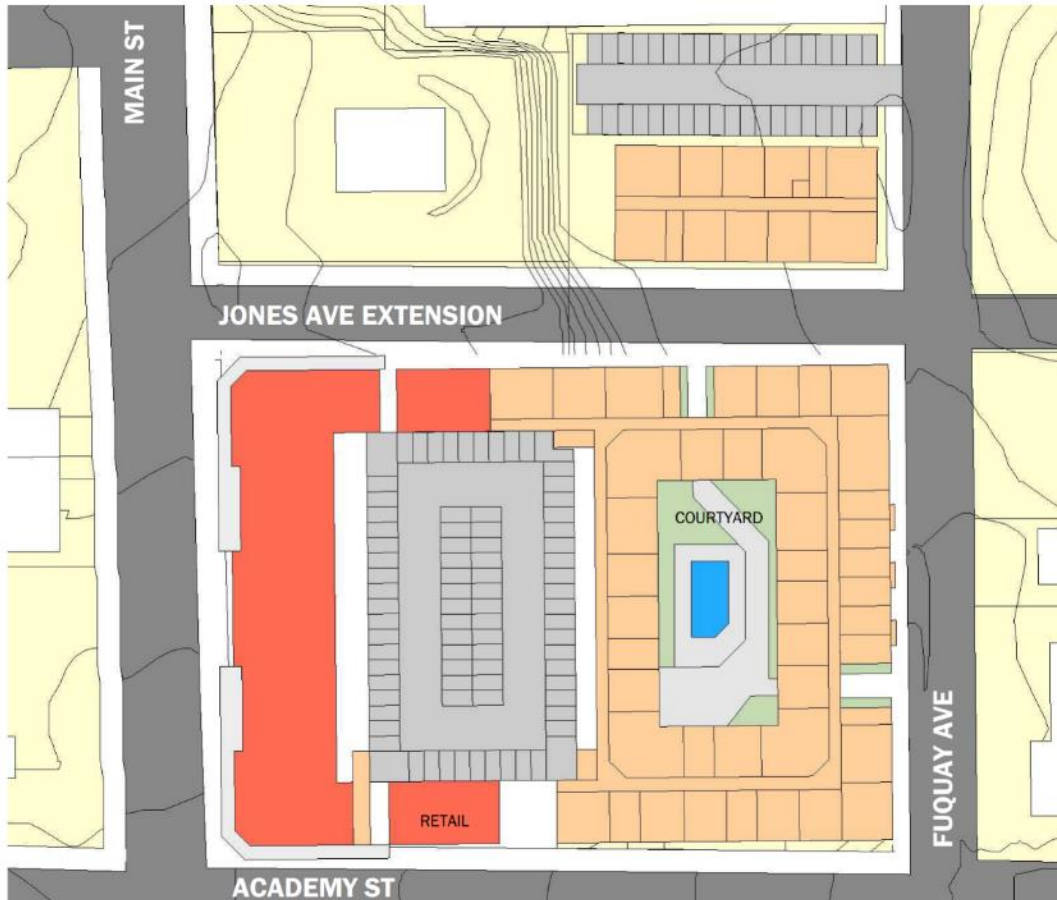 MAIN ST
JONES AVE EXTENSION
COURTYARD
FUQUAY AVE
RETAIL
ACADEMY ST